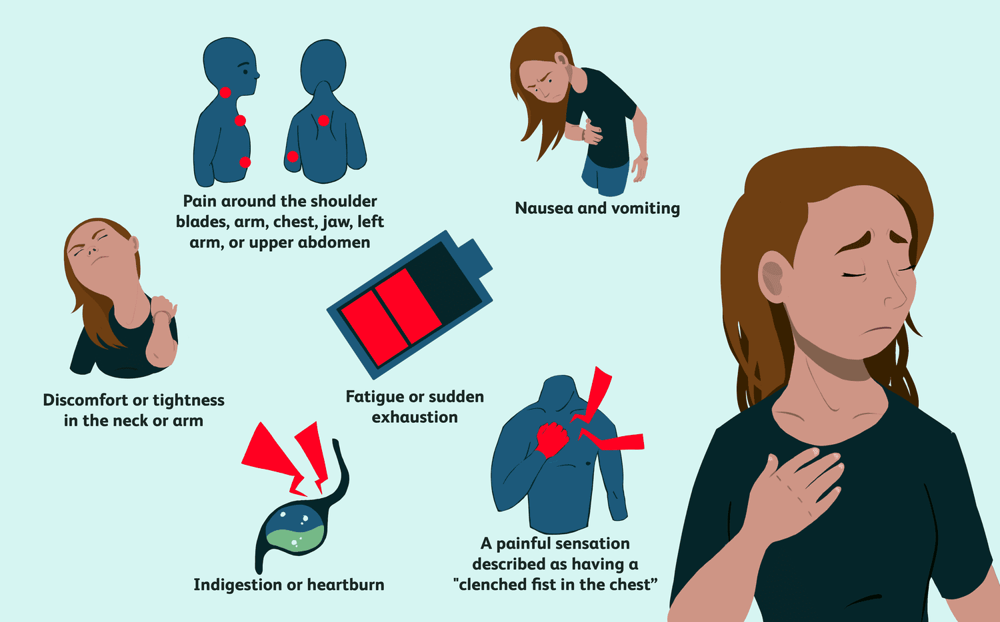 Pain around the shoulder
blades, arm, chest, jaw, left
arm, or upper abdomen
Nausea and vomiting
Discomfort or tightness
in the neck or arm
Fatigue or sudden
exhaustion
Indigestion or heartburn
A painful sensation
described as having a
"clenched fist in the chest”